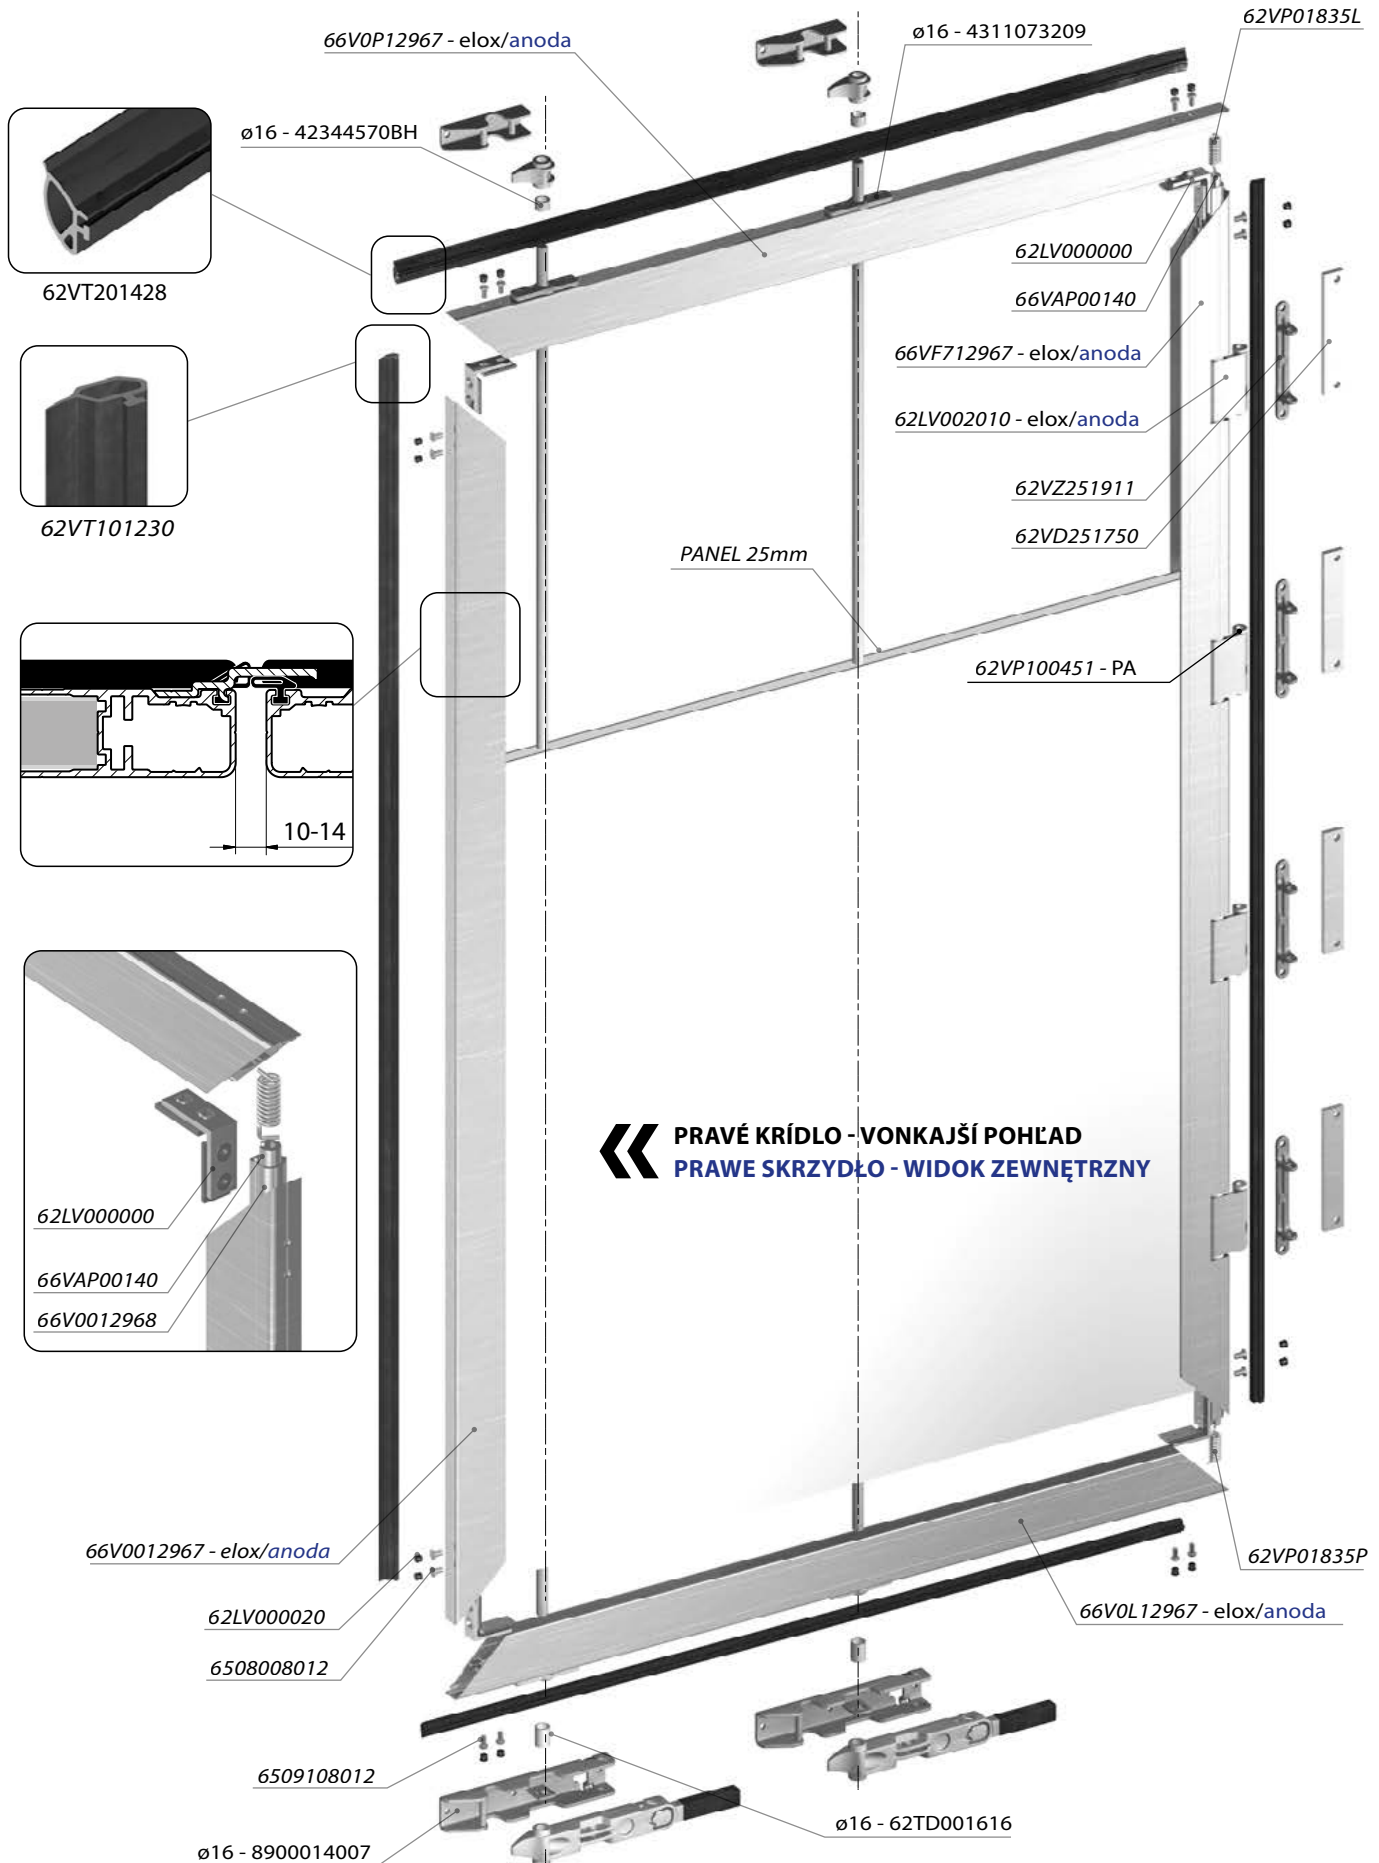 62VP01835L
66V0P12967 - elox/anoda
ø16 - 4311073209
ø16 - 42344570BH
62VT201428
62LV000000
66VAP00140
66VF712967 - elox/anoda
62LV002010 - elox/anoda
62VZ251911
62VD251750
62VT101230
PANEL 25mm
62VP100451 - PA
10-14
PRAVÉ KRÍDLO - VONKAJŠÍ POHĽAD
PRAWE SKRZYDŁO - WIDOK ZEWNĘTRZNY
62LV000000
66VAP00140
66V0012968
66V0012967 - elox/anoda
62VP01835P
62LV000020
66V0L12967 - elox/anoda
6508008012
6509108012
ø16 - 62TD001616
ø16 - 8900014007